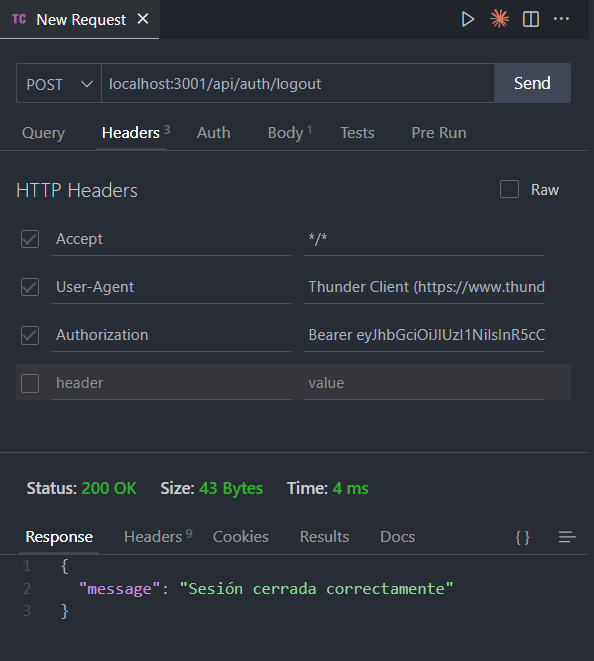 TC New Request
POST localhost:3001/api/auth/logout Send
Query Headers 3 Auth Body 1 Tests Pre Run
HTTP Headers Raw
Accept */*
User-Agent Thunder Client (https://www.thund
Authorization Bearer eyJhbGciOiJIUzI1NiIsInR5cC
header value
Status: 200 OK Size: 43 Bytes Time: 4 ms
Response Headers 9 Cookies Results Docs { }
1 {
2 "message": "Sesión cerrada correctamente"
3 }